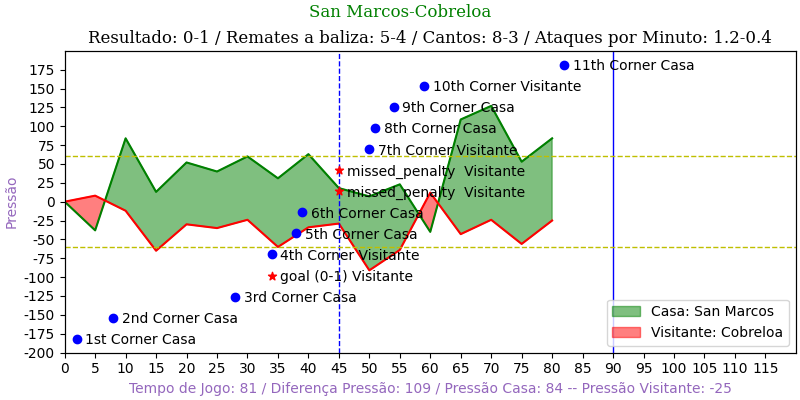 San Marcos-Cobreloa
Resultado: 0-1 / Remates a baliza: 5-4 / Cantos: 8-3 / Ataques por Minuto: 1.2-0.4
175
150
125
100
75
50
25
0
-25
-50
-75
-100
-125
-150
-175
-200
Pressão
11th Corner Casa
10th Corner Visitante
9th Corner Casa
8th Corner Casa
7th Corner Visitante
missed_penalty  Visitante
missed_penalty  Visitante
6th Corner Casa
5th Corner Casa
4th Corner Visitante
goal (0-1) Visitante
3rd Corner Casa
2nd Corner Casa
1st Corner Casa
Casa: San Marcos
Visitante: Cobreloa
0 5 10 15 20 25 30 35 40 45 50 55 60 65 70 75 80 85 90 95 100 105 110 115
Tempo de Jogo: 81 / Diferença Pressão: 109 / Pressão Casa: 84 -- Pressão Visitante: -25